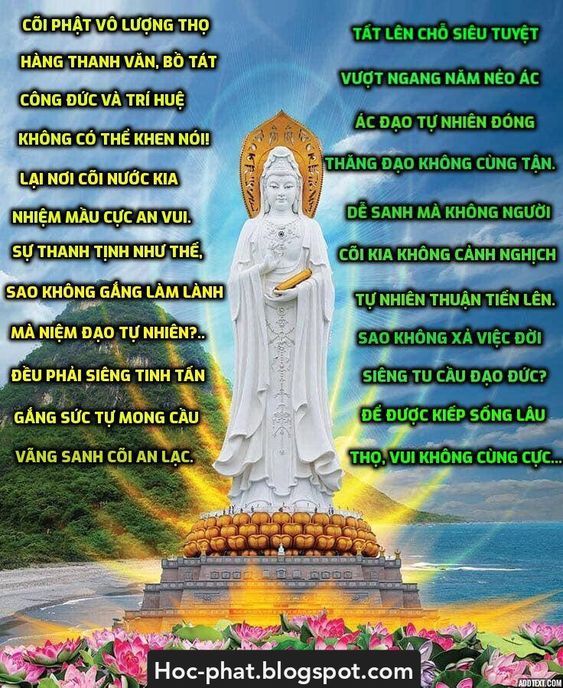 CÕI PHẬT VÔ LƯỢNG THỌ
HÀNG THANH VĂN, BỒ TÁT
CÔNG ĐỨC VÀ TRÍ HUỆ
KHÔNG CÓ THỂ KHEN NÓI!
LẠI NƠI CÕI NƯỚC KIA
NHIỆM MẦU CỰC AN VUI.
SỰ THANH TỊNH NHƯ THẾ,
SAO KHÔNG GẮNG LÀM LÀNH
MÀ NIỆM ĐẠO TỰ NHIÊN?..
ĐỀU PHẢI SIÊNG TINH TẤN
GẮNG SỨC TỰ MONG CẦU
VÃNG SANH CÕI AN LẠC.
TẤT LÊN CHỖ SIÊU TUYỆT
VƯỢT NGANG NĂM NẺO ÁC
ÁC ĐẠO TỰ NHIÊN ĐÓNG
THĂNG ĐẠO KHÔNG CÙNG TẬN.
DỄ SANH MÀ KHÔNG NGƯỜI
CÕI KIA KHÔNG CẢNH NGHỊCH
TỰ NHIÊN THUẬN TIẾN LÊN.
SAO KHÔNG XẢ VIỆC ĐỜI
SIÊNG TU CẦU ĐẠO ĐỨC?
ĐỂ ĐƯỢC KIẾP SỐNG LÂU
THỌ, VUI KHÔNG CÙNG CỰC...
Hoc-phat.blogspot.com
ADDTEXT.COM